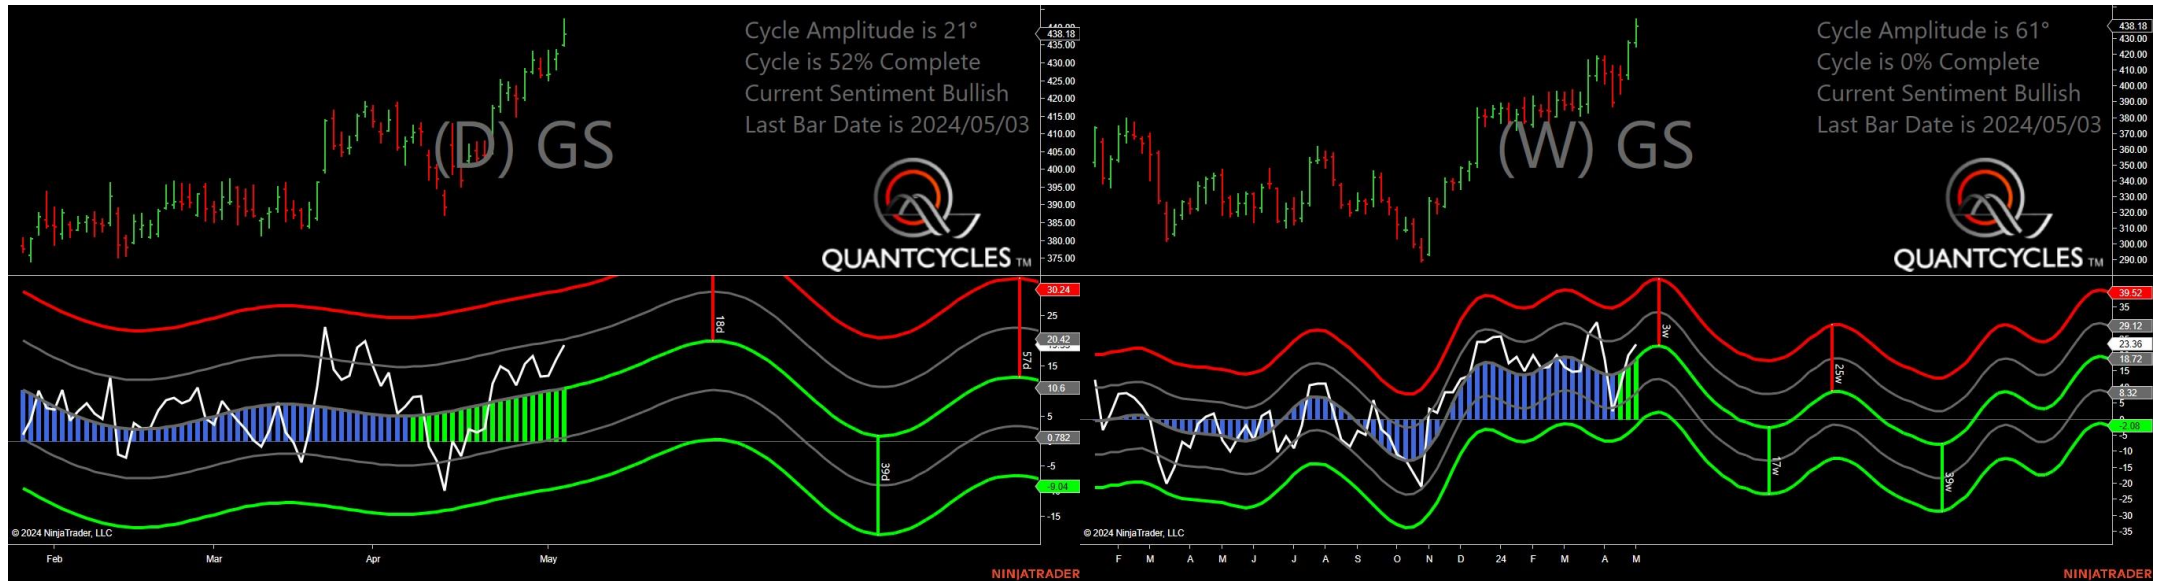 Cycle Amplitude is 21°
Cycle is 52% Complete
Current Sentiment Bullish
Last Bar Date is 2024/05/03
(D) GS
QUANTCYCLES TM
438.18
435.00
430.00
425.00
420.00
415.00
410.00
405.00
400.00
395.00
390.00
385.00
380.00
375.00
30.24
25
20.42
15
10.6
5
0.782
-5
-9.04
-15
18d
39d
57d
© 2024 NinjaTrader, LLC
Feb Mar Apr May
NINJATRADER
Cycle Amplitude is 61°
Cycle is 0% Complete
Current Sentiment Bullish
Last Bar Date is 2024/05/03
(W) GS
QUANTCYCLES TM
438.18
430.00
420.00
410.00
400.00
390.00
380.00
370.00
360.00
350.00
340.00
330.00
320.00
310.00
300.00
290.00
39.52
35
29.12
23.36
18.72
15
8.32
5
-2.08
-5
-10
-15
-20
-25
-30
-35
3w
17w
25w
39w
© 2024 NinjaTrader, LLC
F M A M J J A S O N D 24 F M A M
NINJATRADER